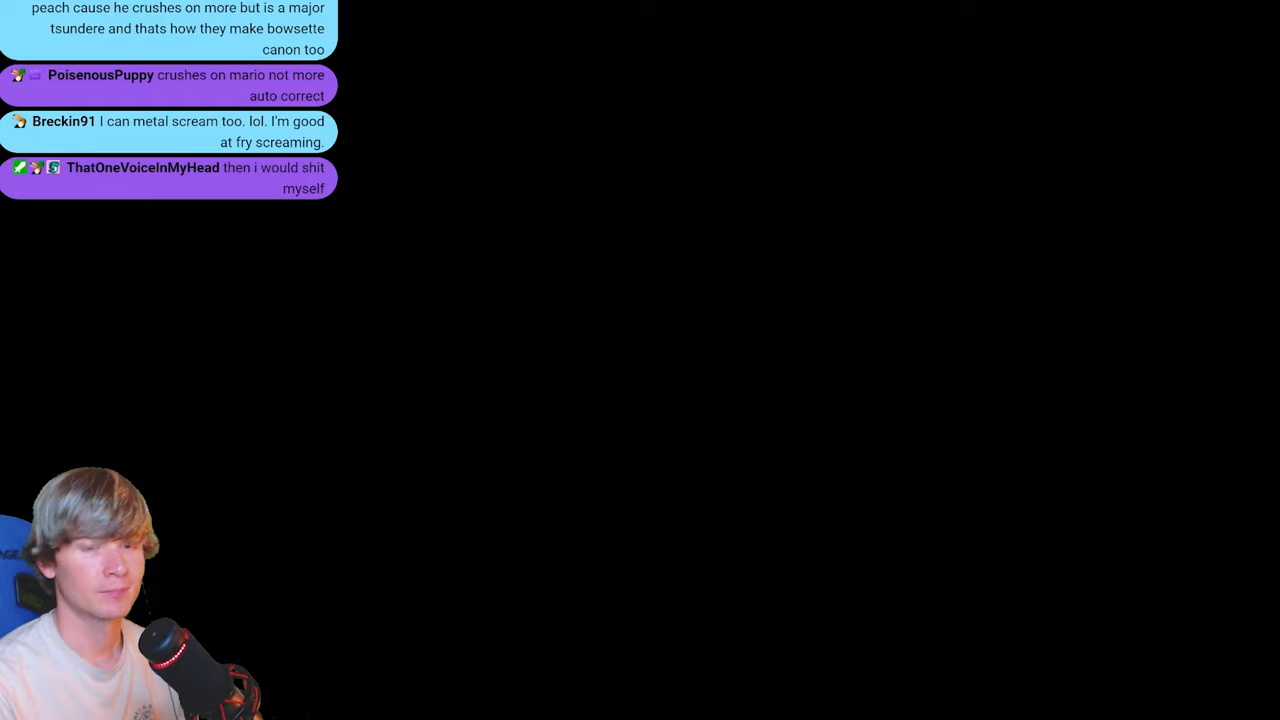 peach cause he crushes on more but is a major
tsundere and thats how they make bowsette
canon too
PoisenousPuppy crushes on mario not more
auto correct
Breckin91 I can metal scream too. lol. I'm good
at fry screaming.
ThatOneVoiceInMyHead then i would shit
myself